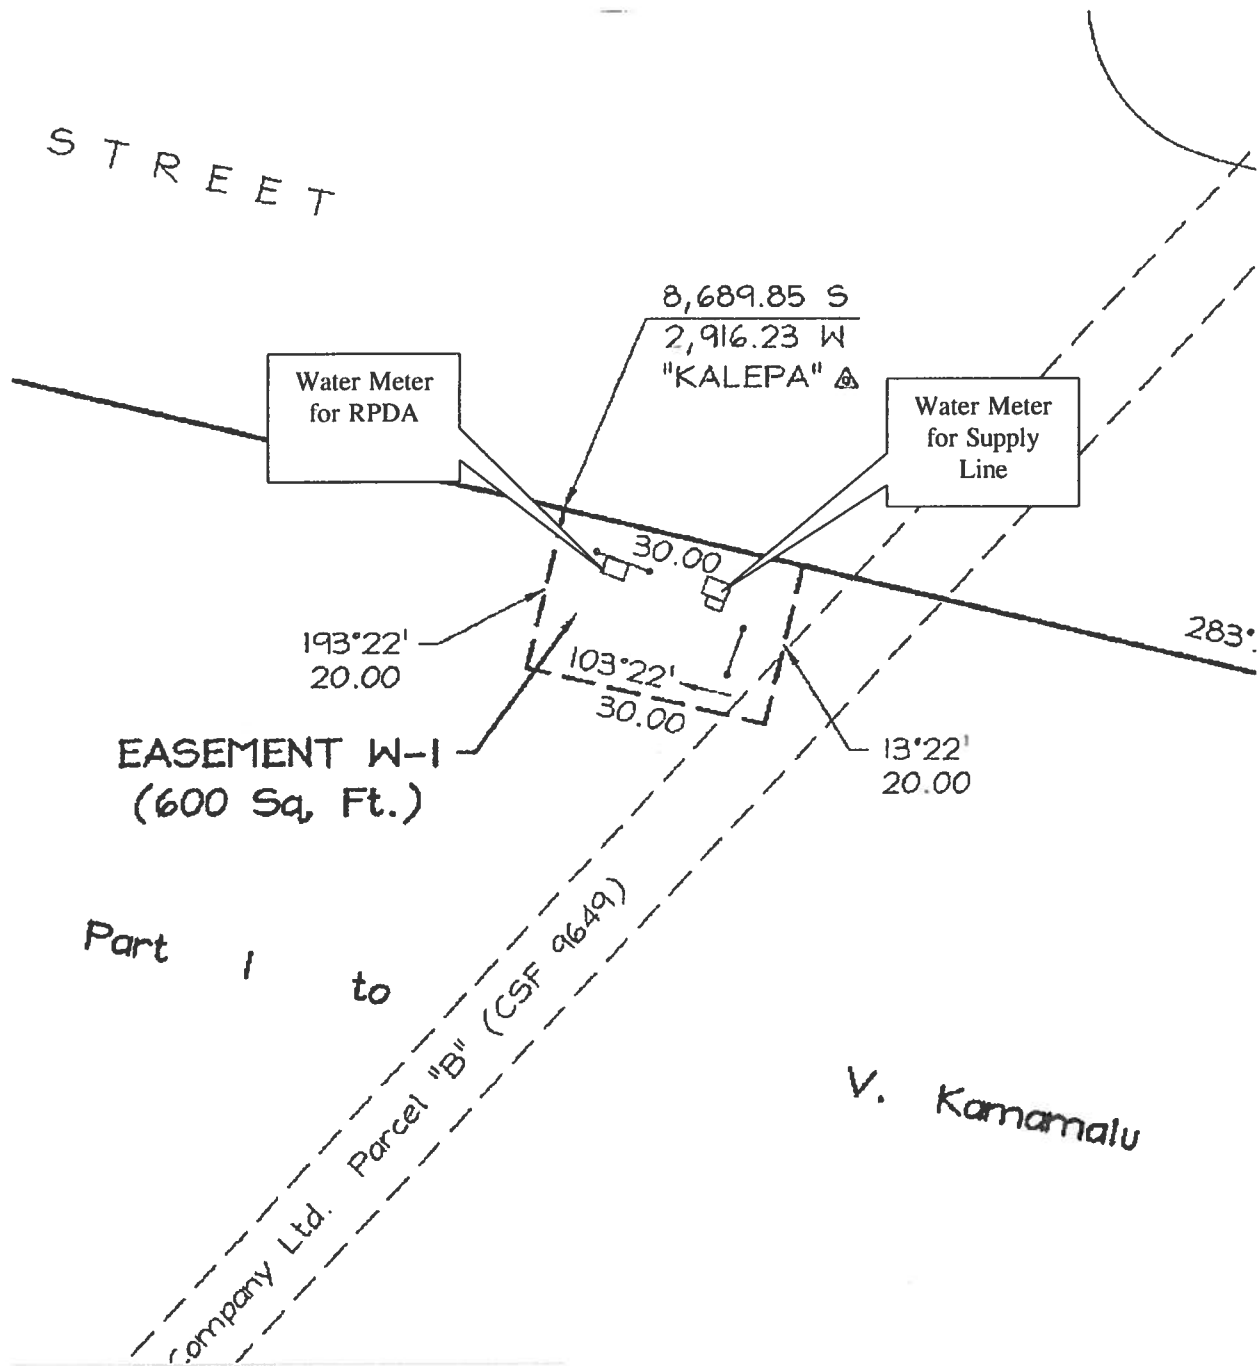 STREET
8,689.85 S
2,916.23 W
"KALEPA"
Water Meter
for RPDA
Water Meter
for Supply
Line
30.00
283°
193°22'
20.00
103°22'
30.00
13°22'
20.00
EASEMENT W-1
(600 Sq. Ft.)
Part 1 to
V. Kamamalu
Company Ltd. Parcel "B" (CSF 9649)